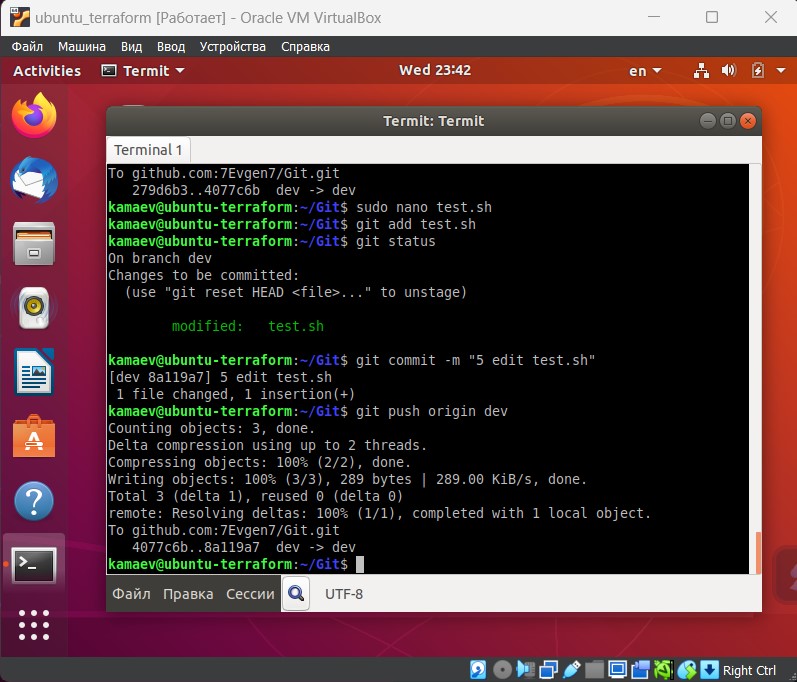 ubuntu_terraform [Работает] - Oracle VM VirtualBox
Файл Машина Вид Ввод Устройства Справка
Activities Termit Wed 23:42 en
Termit: Termit
Terminal 1
To github.com:7Evgen7/Git.git
279d6b3..4077c6b dev -> dev
kamaev@ubuntu-terraform:~/Git$ sudo nano test.sh
kamaev@ubuntu-terraform:~/Git$ git add test.sh
kamaev@ubuntu-terraform:~/Git$ git status
On branch dev
Changes to be committed:
(use "git reset HEAD <file>..." to unstage)
modified: test.sh
kamaev@ubuntu-terraform:~/Git$ git commit -m "5 edit test.sh"
[dev 8a119a7] 5 edit test.sh
1 file changed, 1 insertion(+)
kamaev@ubuntu-terraform:~/Git$ git push origin dev
Counting objects: 3, done.
Delta compression using up to 2 threads.
Compressing objects: 100% (2/2), done.
Writing objects: 100% (3/3), 289 bytes | 289.00 KiB/s, done.
Total 3 (delta 1), reused 0 (delta 0)
remote: Resolving deltas: 100% (1/1), completed with 1 local object.
To github.com:7Evgen7/Git.git
4077c6b..8a119a7 dev -> dev
kamaev@ubuntu-terraform:~/Git$
Файл Правка Сессии UTF-8
Right Ctrl